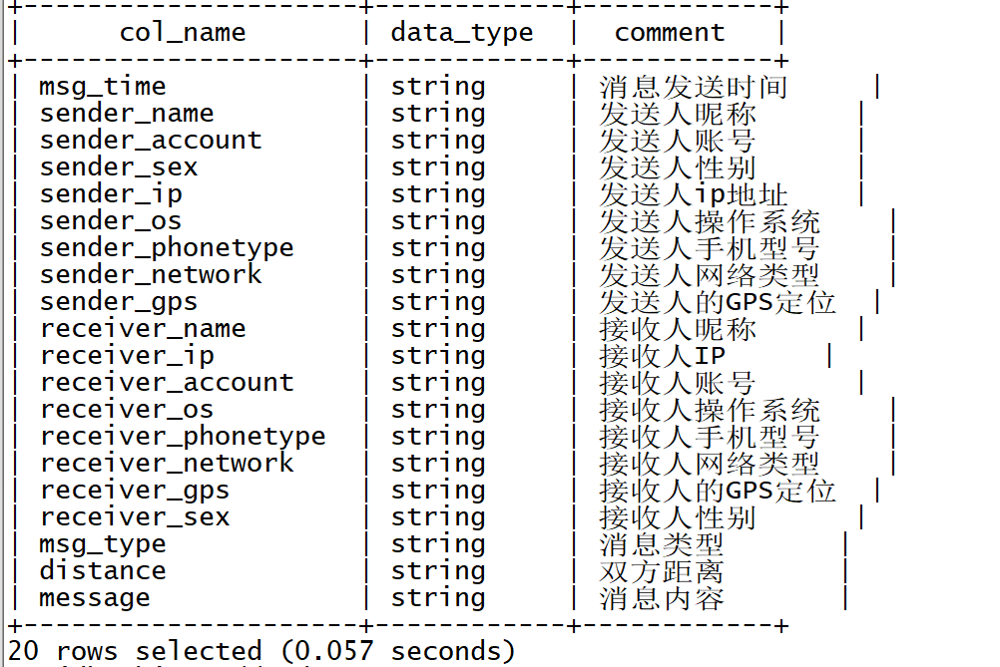 +---------------------+------------+------------+
|      col_name       | data_type  |  comment   |
+---------------------+------------+------------+
| msg_time            | string     | 消息发送时间     |
| sender_name         | string     | 发送人昵称      |
| sender_account      | string     | 发送人账号      |
| sender_sex          | string     | 发送人性别      |
| sender_ip           | string     | 发送人ip地址    |
| sender_os           | string     | 发送人操作系统    |
| sender_phonetype    | string     | 发送人手机型号    |
| sender_network      | string     | 发送人网络类型    |
| sender_gps          | string     | 发送人的GPS定位  |
| receiver_name       | string     | 接收人昵称      |
| receiver_ip         | string     | 接收人IP      |
| receiver_account    | string     | 接收人账号      |
| receiver_os         | string     | 接收人操作系统    |
| receiver_phonetype  | string     | 接收人手机型号    |
| receiver_network    | string     | 接收人网络类型    |
| receiver_gps        | string     | 接收人的GPS定位  |
| receiver_sex        | string     | 接收人性别      |
| msg_type            | string     | 消息类型       |
| distance            | string     | 双方距离       |
| message             | string     | 消息内容       |
+---------------------+------------+------------+
20 rows selected (0.057 seconds)